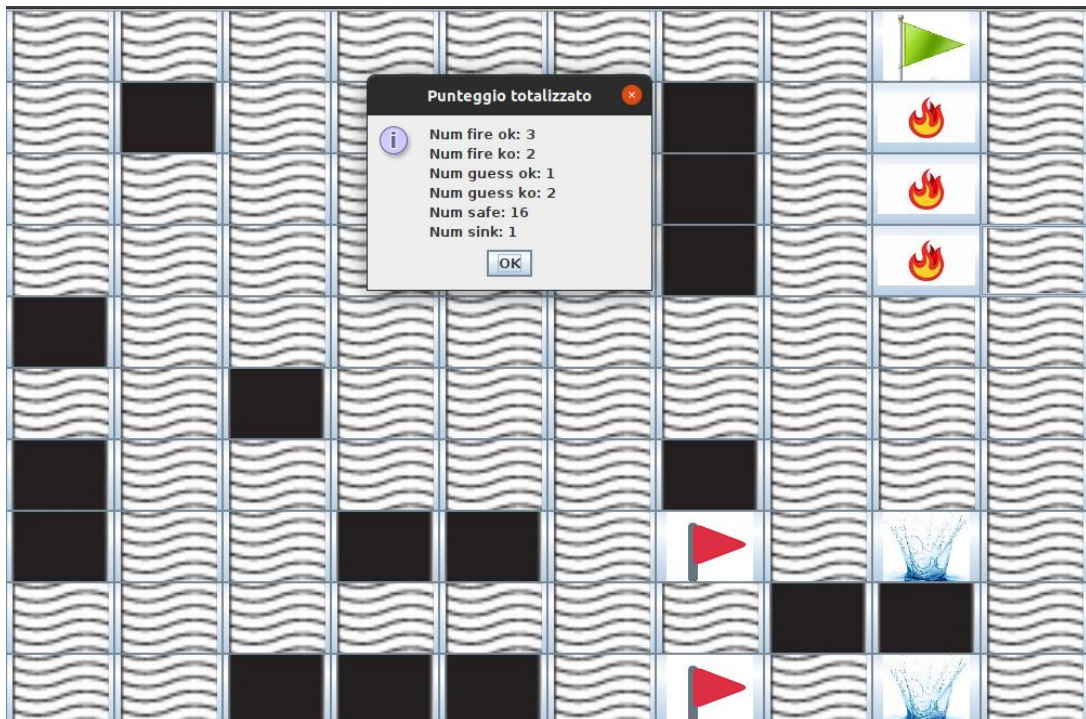 Punteggio totalizzato
Num fire ok: 3
Num fire ko: 2
Num guess ok: 1
Num guess ko: 2
Num safe: 16
Num sink: 1
OK